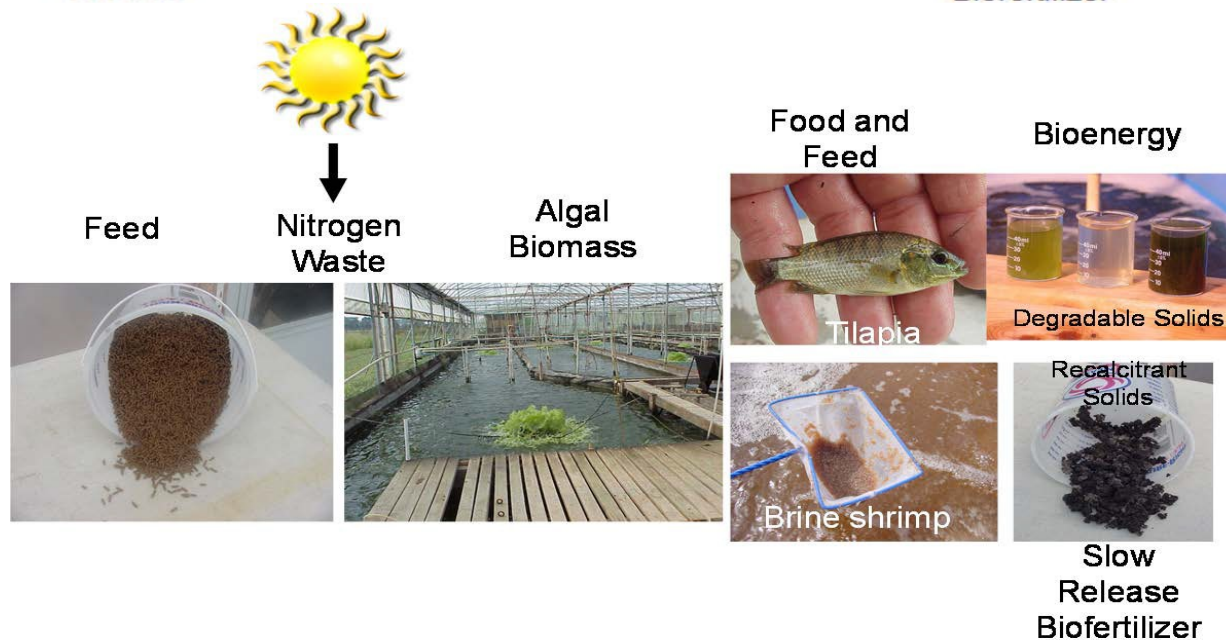 Feed
Nitrogen
Waste
Algal
Biomass
Food and
Feed
Bioenergy
Tilapia
Degradable Solids
Brine shrimp
Recalcitrant
Solids
Slow
Release
Biofertilizer